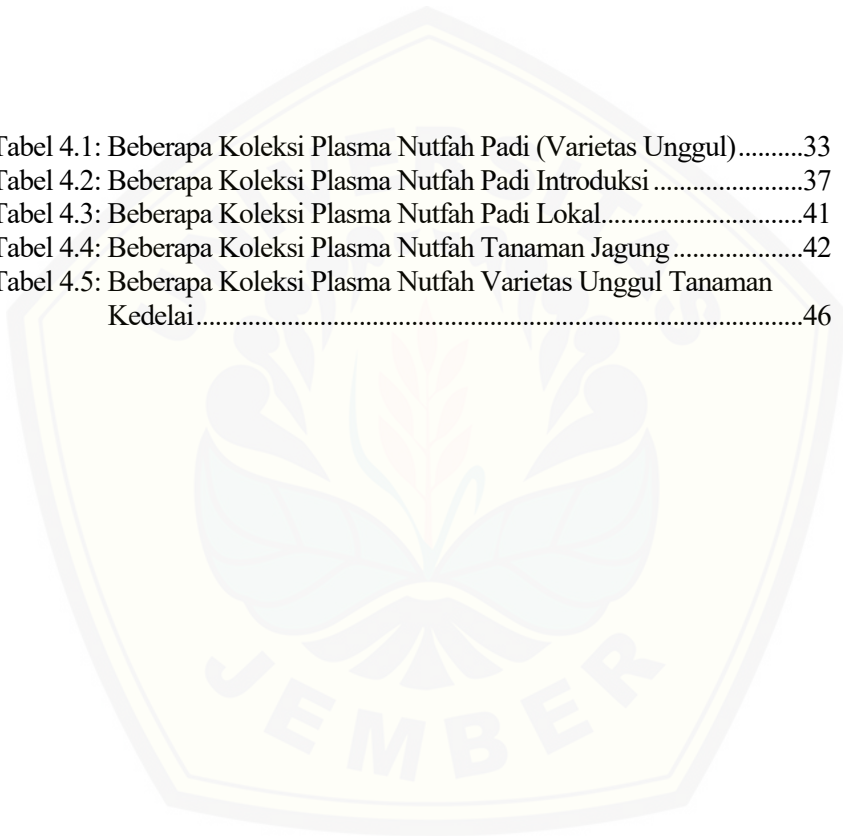 Tabel 4.1: Beberapa Koleksi Plasma Nutfah Padi (Varietas Unggul)..........33
Tabel 4.2: Beberapa Koleksi Plasma Nutfah Padi Introduksi.......................37
Tabel 4.3: Beberapa Koleksi Plasma Nutfah Padi Lokal...............................41
Tabel 4.4: Beberapa Koleksi Plasma Nutfah Tanaman Jagung....................42
Tabel 4.5: Beberapa Koleksi Plasma Nutfah Varietas Unggul Tanaman
Kedelai.............................................................................................46
JEMBER